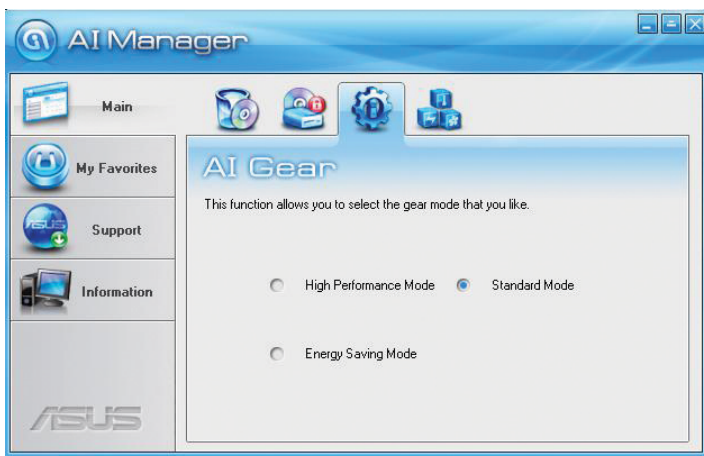 AI Manager
Main
My Favorites
ASUS
Support
Information
ASUS
AI Gear
This function allows you to select the gear mode that you like.
High Performance Mode
Standard Mode
Energy Saving Mode